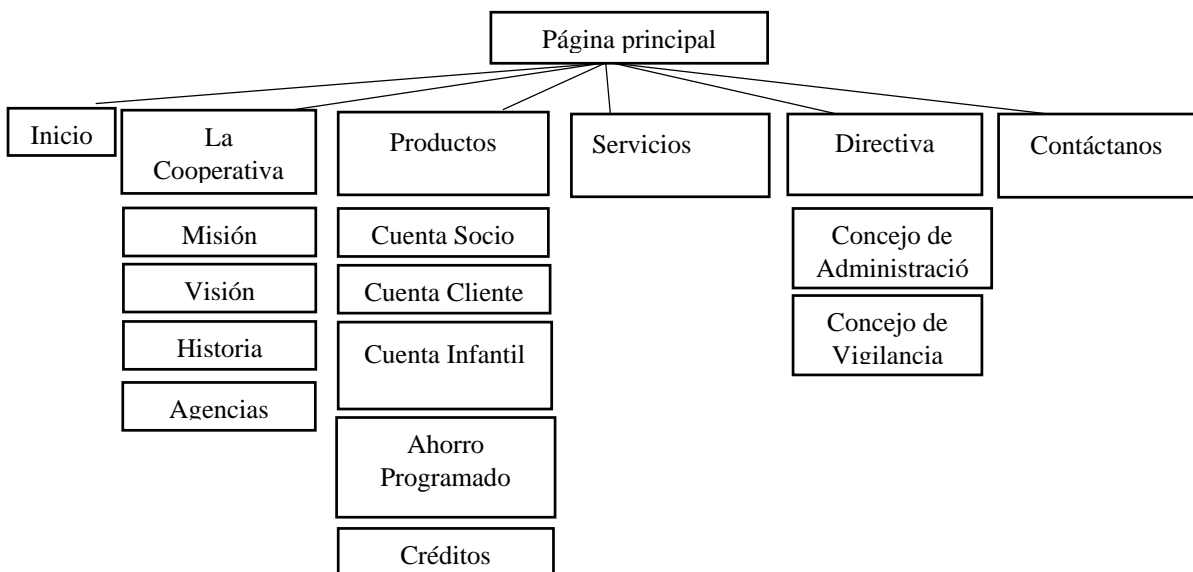 Página principal
Inicio
La
Cooperativa
Productos
Servicios
Directiva
Contáctanos
Misión
Visión
Historia
Agencias
Cuenta Socio
Cuenta Cliente
Cuenta Infantil
Ahorro
Programado
Créditos
Concejo de
Administració
Concejo de
Vigilancia